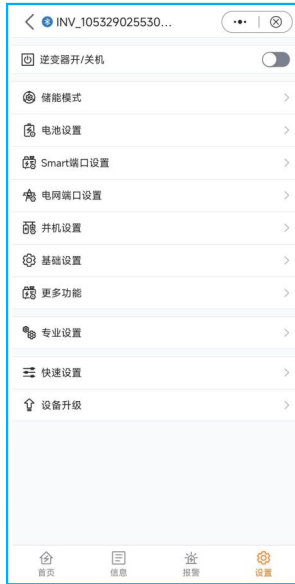 INV_105329025530...
逆变器开/关机
储能模式
电池设置
Smart端口设置
电网端口设置
并机设置
基础设置
更多功能
专业设置
快速设置
设备升级
首页 信息 报警 设置